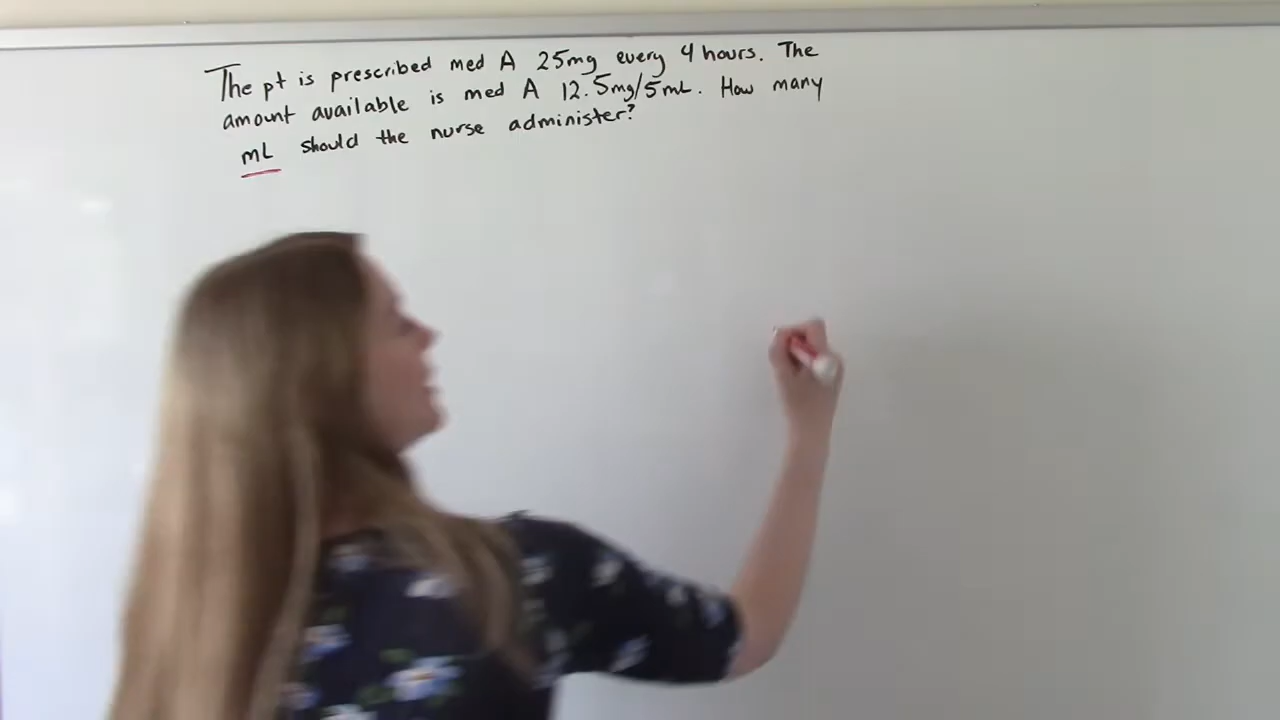 The pt is prescribed med A 25mg every 4 hours. The
amount available is med A 12.5mg/5mL. How many
mL should the nurse administer?